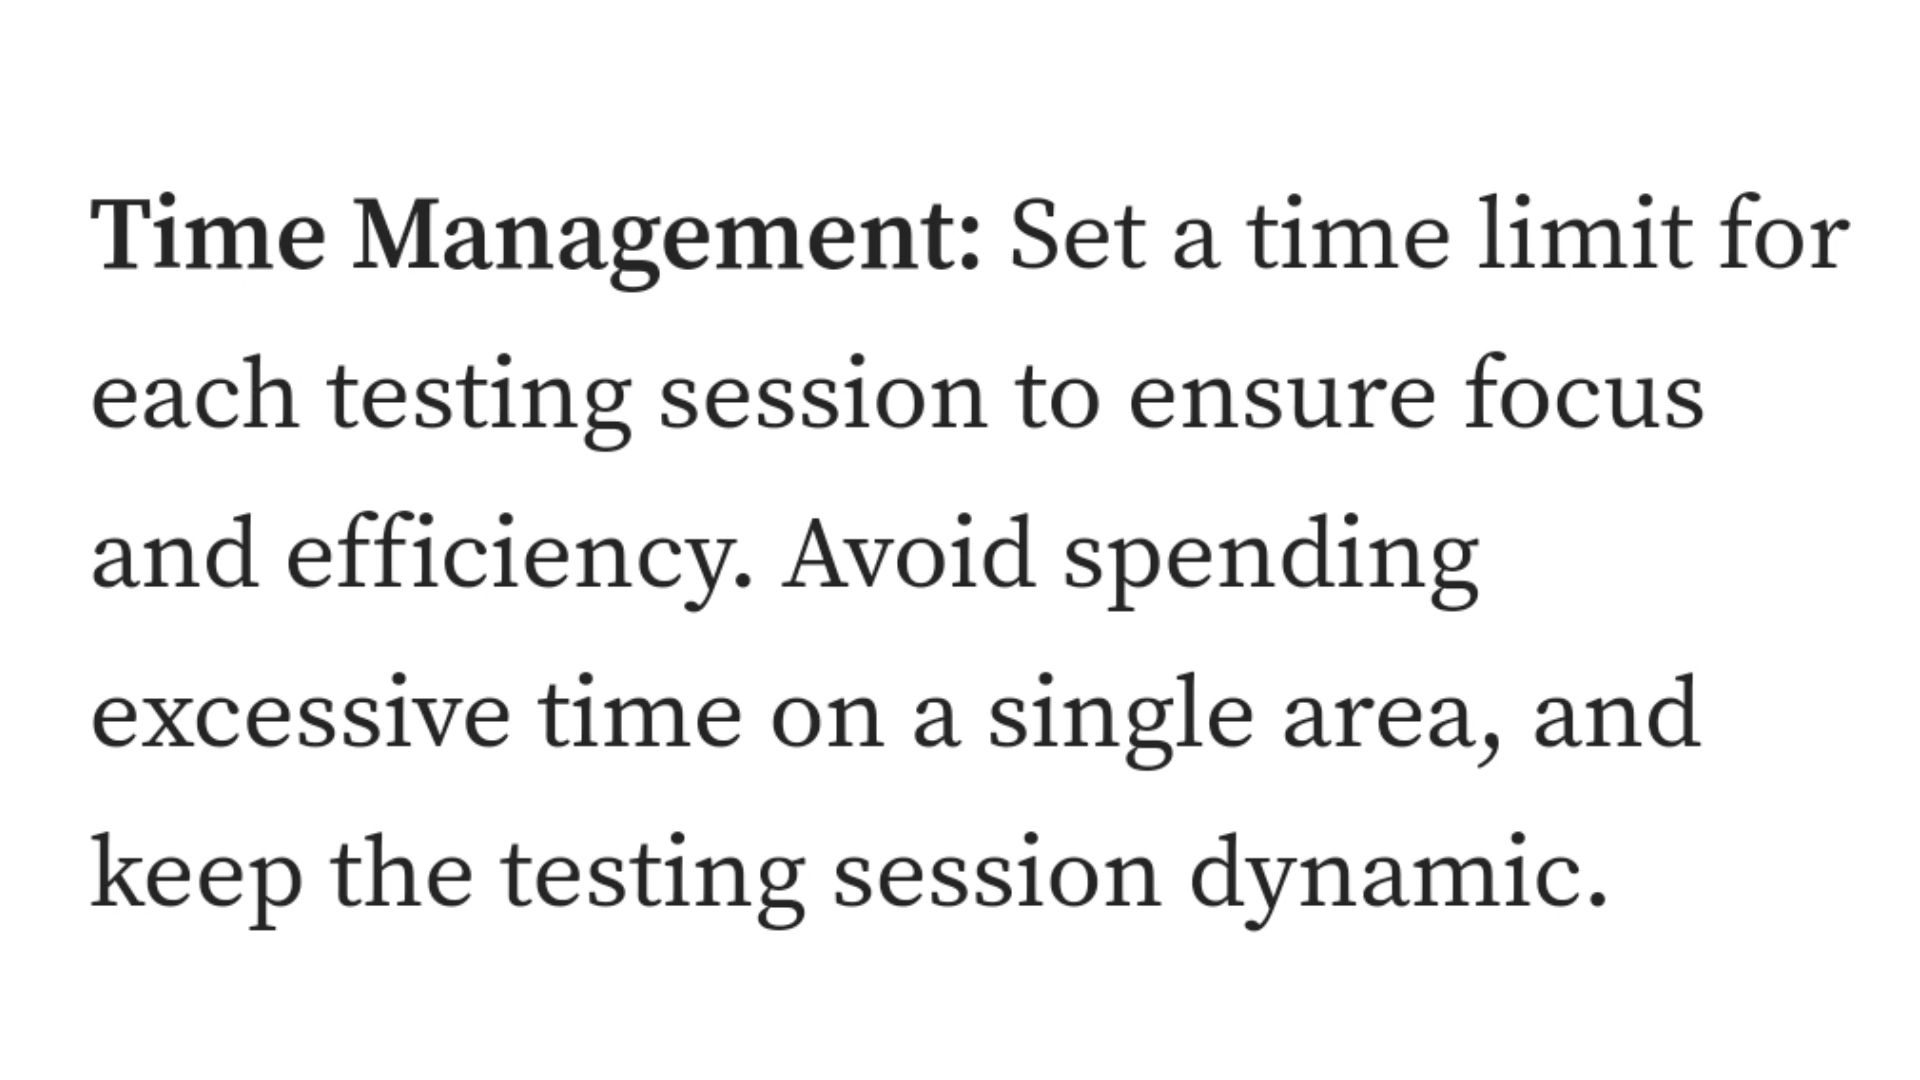 Time Management: Set a time limit for
each testing session to ensure focus
and efficiency. Avoid spending
excessive time on a single area, and
keep the testing session dynamic.